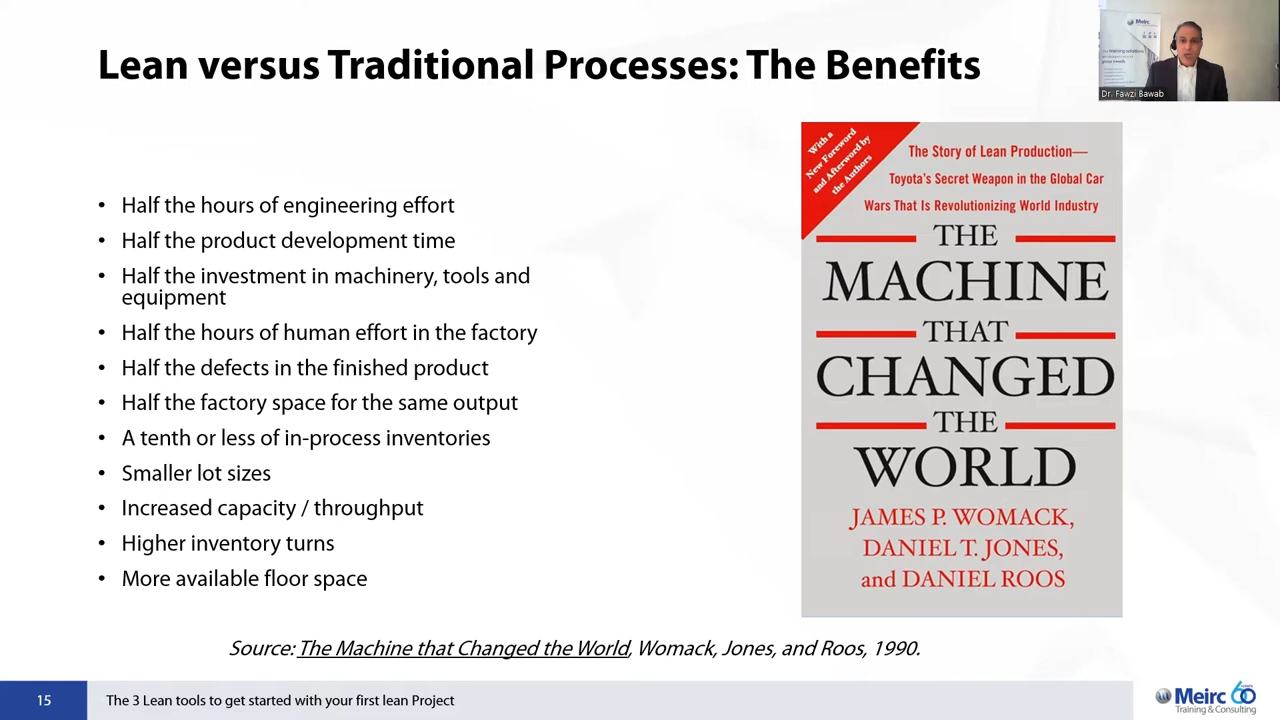 Lean versus Traditional Processes: The Benefits
Meirc
Dr. Fawzi Bawab
• Half the hours of engineering effort
• Half the product development time
• Half the investment in machinery, tools and
equipment
• Half the hours of human effort in the factory
• Half the defects in the finished product
• Half the factory space for the same output
• A tenth or less of in-process inventories
• Smaller lot sizes
• Increased capacity / throughput
• Higher inventory turns
• More available floor space
With a
New Foreword
and Afterword by
the Authors
The Story of Lean Production—
Toyota's Secret Weapon in the Global Car
Wars That Is Revolutionizing World Industry
THE
MACHINE
THAT
CHANGED
THE
WORLD
JAMES P. WOMACK,
DANIEL T. JONES,
and DANIEL ROOS
Source: The Machine that Changed the World, Womack, Jones, and Roos, 1990.
15
The 3 Lean tools to get started with your first lean Project
Meirc 60
Training & Consulting